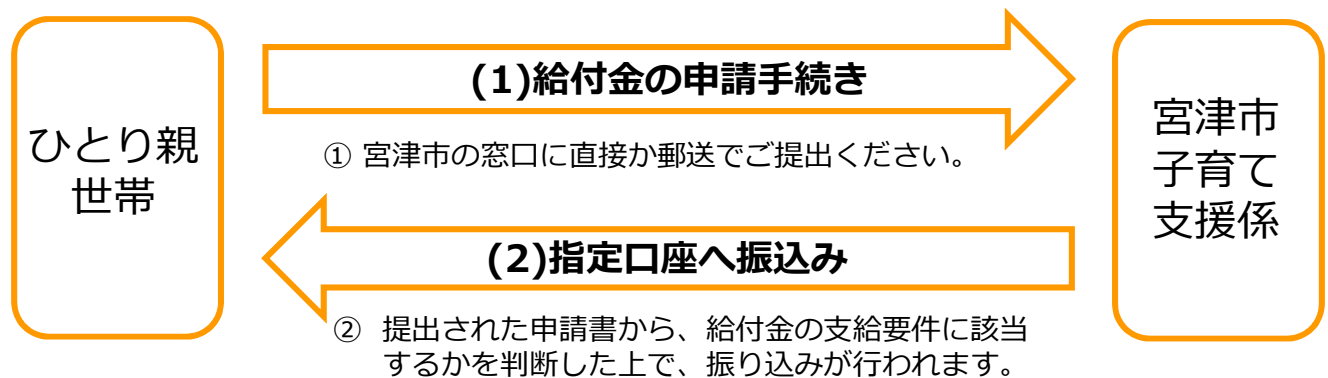 ひとり親
世帯
(1)給付金の申請手続き
① 宮津市の窓口に直接か郵送でご提出ください。
(2)指定口座へ振込み
② 提出された申請書から、給付金の支給要件に該当
するかを判断した上で、振り込みが行われます。
宮津市
子育て
支援係